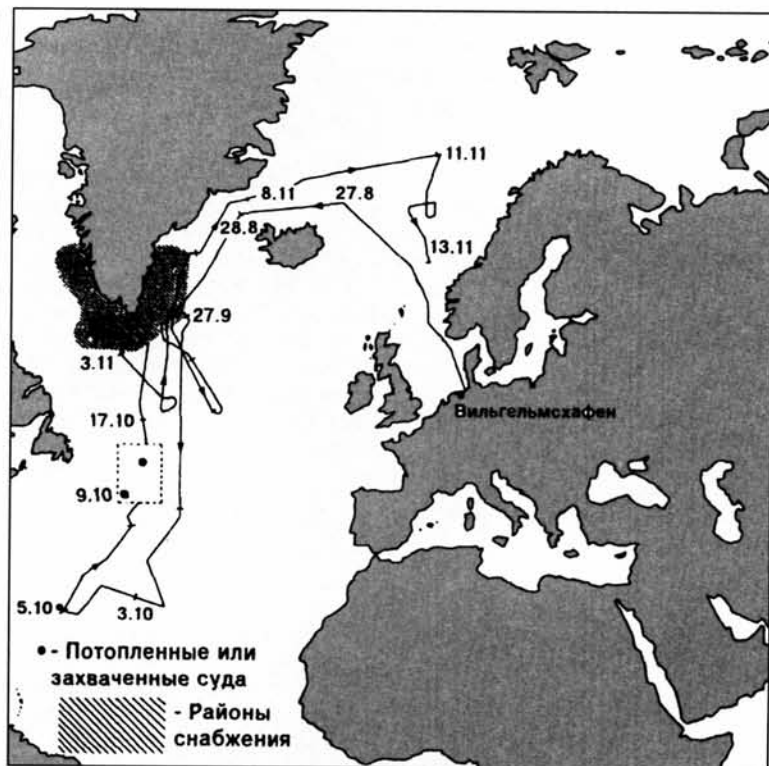 11.11
8.11
27.8
28.8
13.11
27.9
3.11
17.10
Вильгельмсхафен
9.10
5.10
3.10
- Потопленные или
захваченные суда
- Районы
снабжения